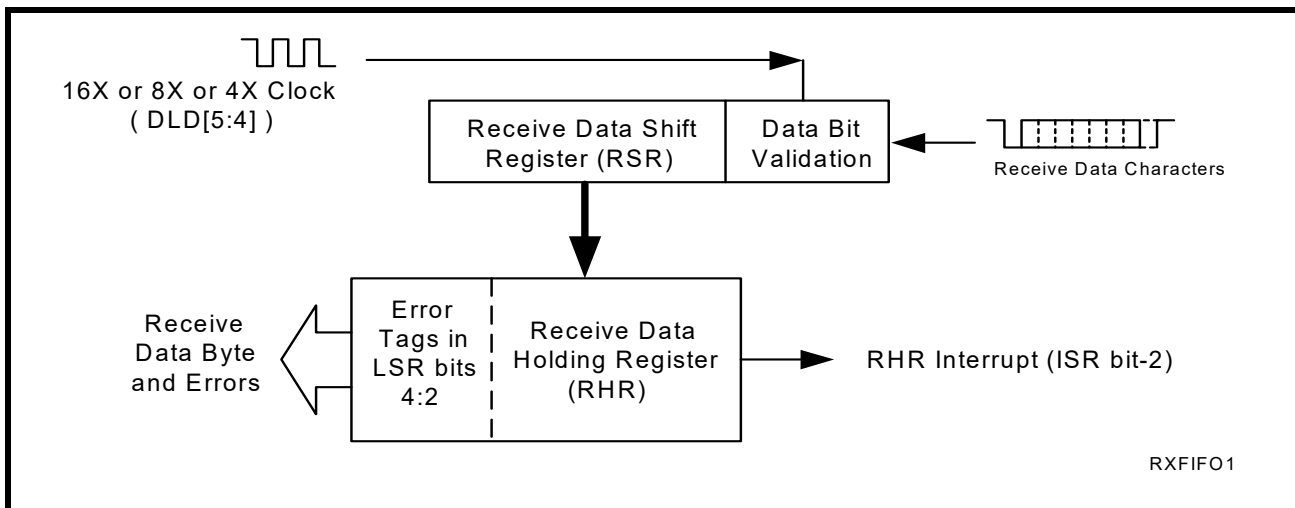 16X or 8X or 4X Clock
( DLD[5:4] )
Receive Data Shift
Register (RSR)
Data Bit
Validation
Receive Data Characters
Receive
Data Byte
and Errors
Error
Tags in
LSR bits
4:2
Receive Data
Holding Register
(RHR)
RHR Interrupt (ISR bit-2)
RXFIFO1